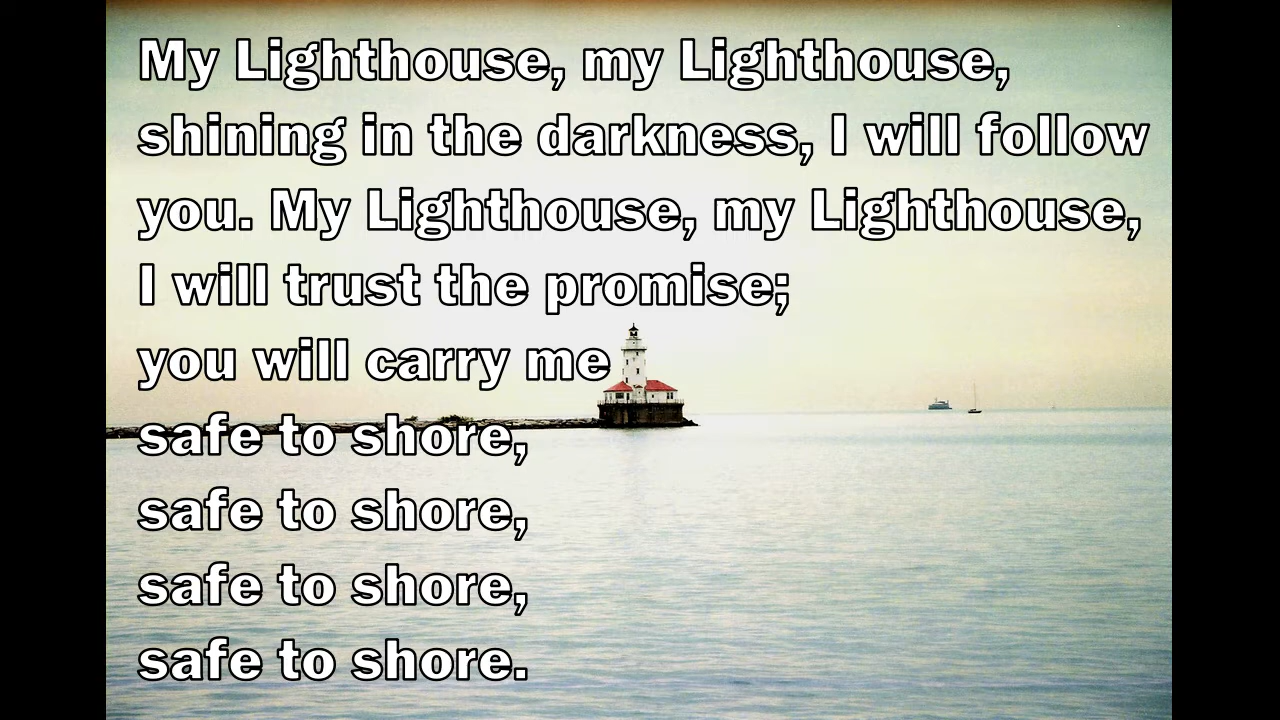 My Lighthouse, my Lighthouse,
shining in the darkness, I will follow
you. My Lighthouse, my Lighthouse,
I will trust the promise;
you will carry me
safe to shore,
safe to shore,
safe to shore,
safe to shore.